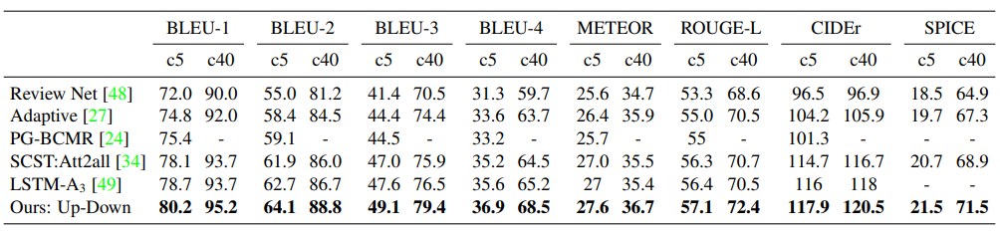 BLEU-1 BLEU-2 BLEU-3 BLEU-4 METEOR ROUGE-L CIDEr SPICE
c5 c40 c5 c40 c5 c40 c5 c40 c5 c40 c5 c40 c5 c40 c5 c40
Review Net [48] 72.0 90.0 55.0 81.2 41.4 70.5 31.3 59.7 25.6 34.7 53.3 68.6 96.5 96.9 18.5 64.9
Adaptive [27] 74.8 92.0 58.4 84.5 44.4 74.4 33.6 63.7 26.4 35.9 55.0 70.5 104.2 105.9 19.7 67.3
PG-BCMR [24] 75.4 - 59.1 - 44.5 - 33.2 - 25.7 - 55 - 101.3 - - -
SCST:Att2all [34] 78.1 93.7 61.9 86.0 47.0 75.9 35.2 64.5 27.0 35.5 56.3 70.7 114.7 116.7 20.7 68.9
LSTM-A3 [49] 78.7 93.7 62.7 86.7 47.6 76.5 35.6 65.2 27 35.4 56.4 70.5 116 118 - -
Ours: Up-Down 80.2 95.2 64.1 88.8 49.1 79.4 36.9 68.5 27.6 36.7 57.1 72.4 117.9 120.5 21.5 71.5